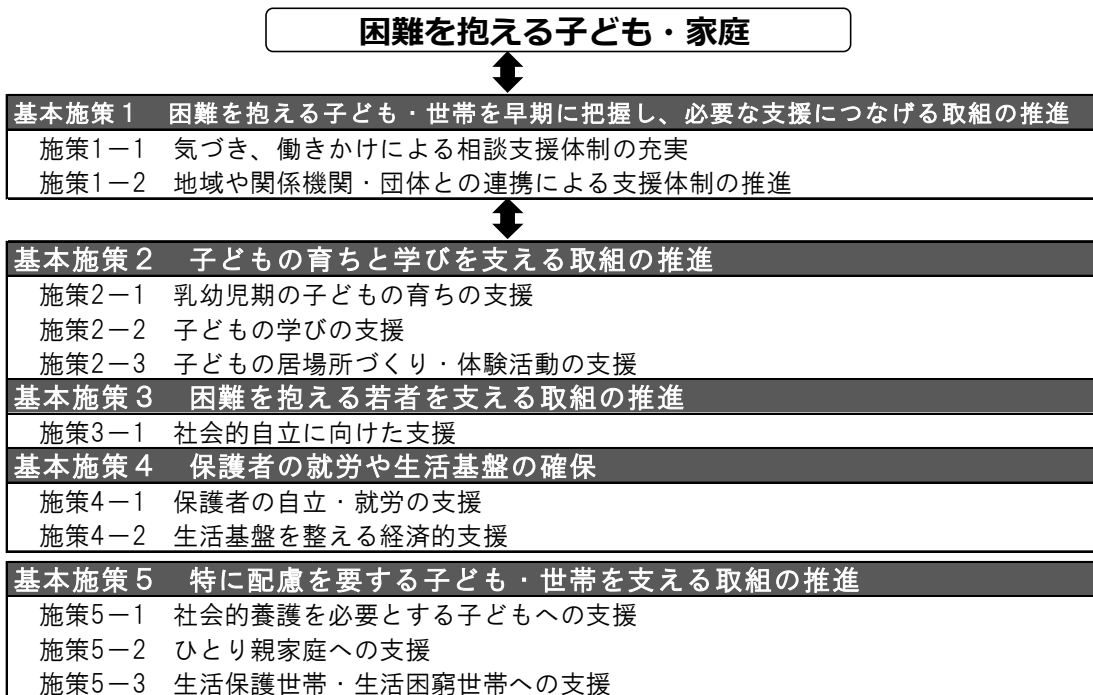 困難を抱える子ども・家庭
基本施策１　困難を抱える子ども・世帯を早期に把握し、必要な支援につなげる取組の推進
施策1－1　気づき、働きかけによる相談支援体制の充実
施策1－2　地域や関係機関・団体との連携による支援体制の推進
基本施策２　子どもの育ちと学びを支える取組の推進
施策2－1　乳幼児期の子どもの育ちの支援
施策2－2　子どもの学びの支援
施策2－3　子どもの居場所づくり・体験活動の支援
基本施策３　困難を抱える若者を支える取組の推進
施策3－1　社会的自立に向けた支援
基本施策４　保護者の就労や生活基盤の確保
施策4－1　保護者の自立・就労の支援
施策4－2　生活基盤を整える経済的支援
基本施策５　特に配慮を要する子ども・世帯を支える取組の推進
施策5－1　社会的養護を必要とする子どもへの支援
施策5－2　ひとり親家庭への支援
施策5－3　生活保護世帯・生活困窮世帯への支援